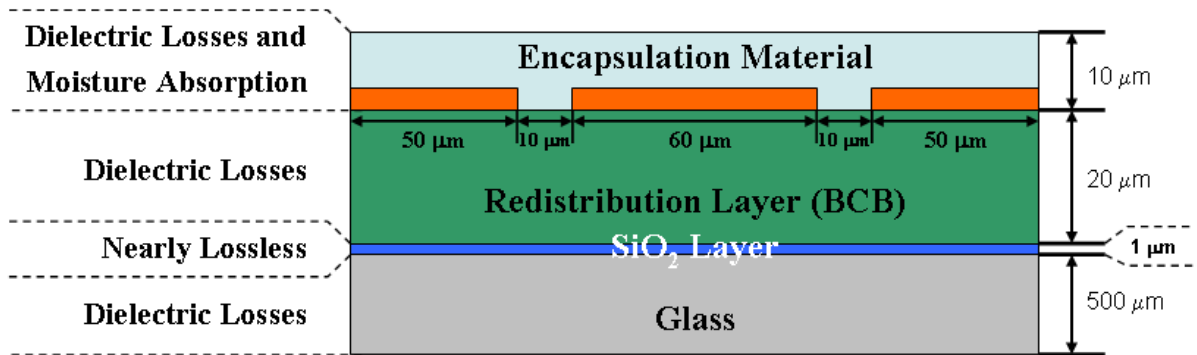 Dielectric Losses and
Moisture Absorption
Encapsulation Material
10 μm
50 μm
10 μm
60 μm
10 μm
50 μm
Dielectric Losses
Redistribution Layer (BCB)
20 μm
Nearly Lossless
SiO₂ Layer
1 μm
Dielectric Losses
Glass
500 μm